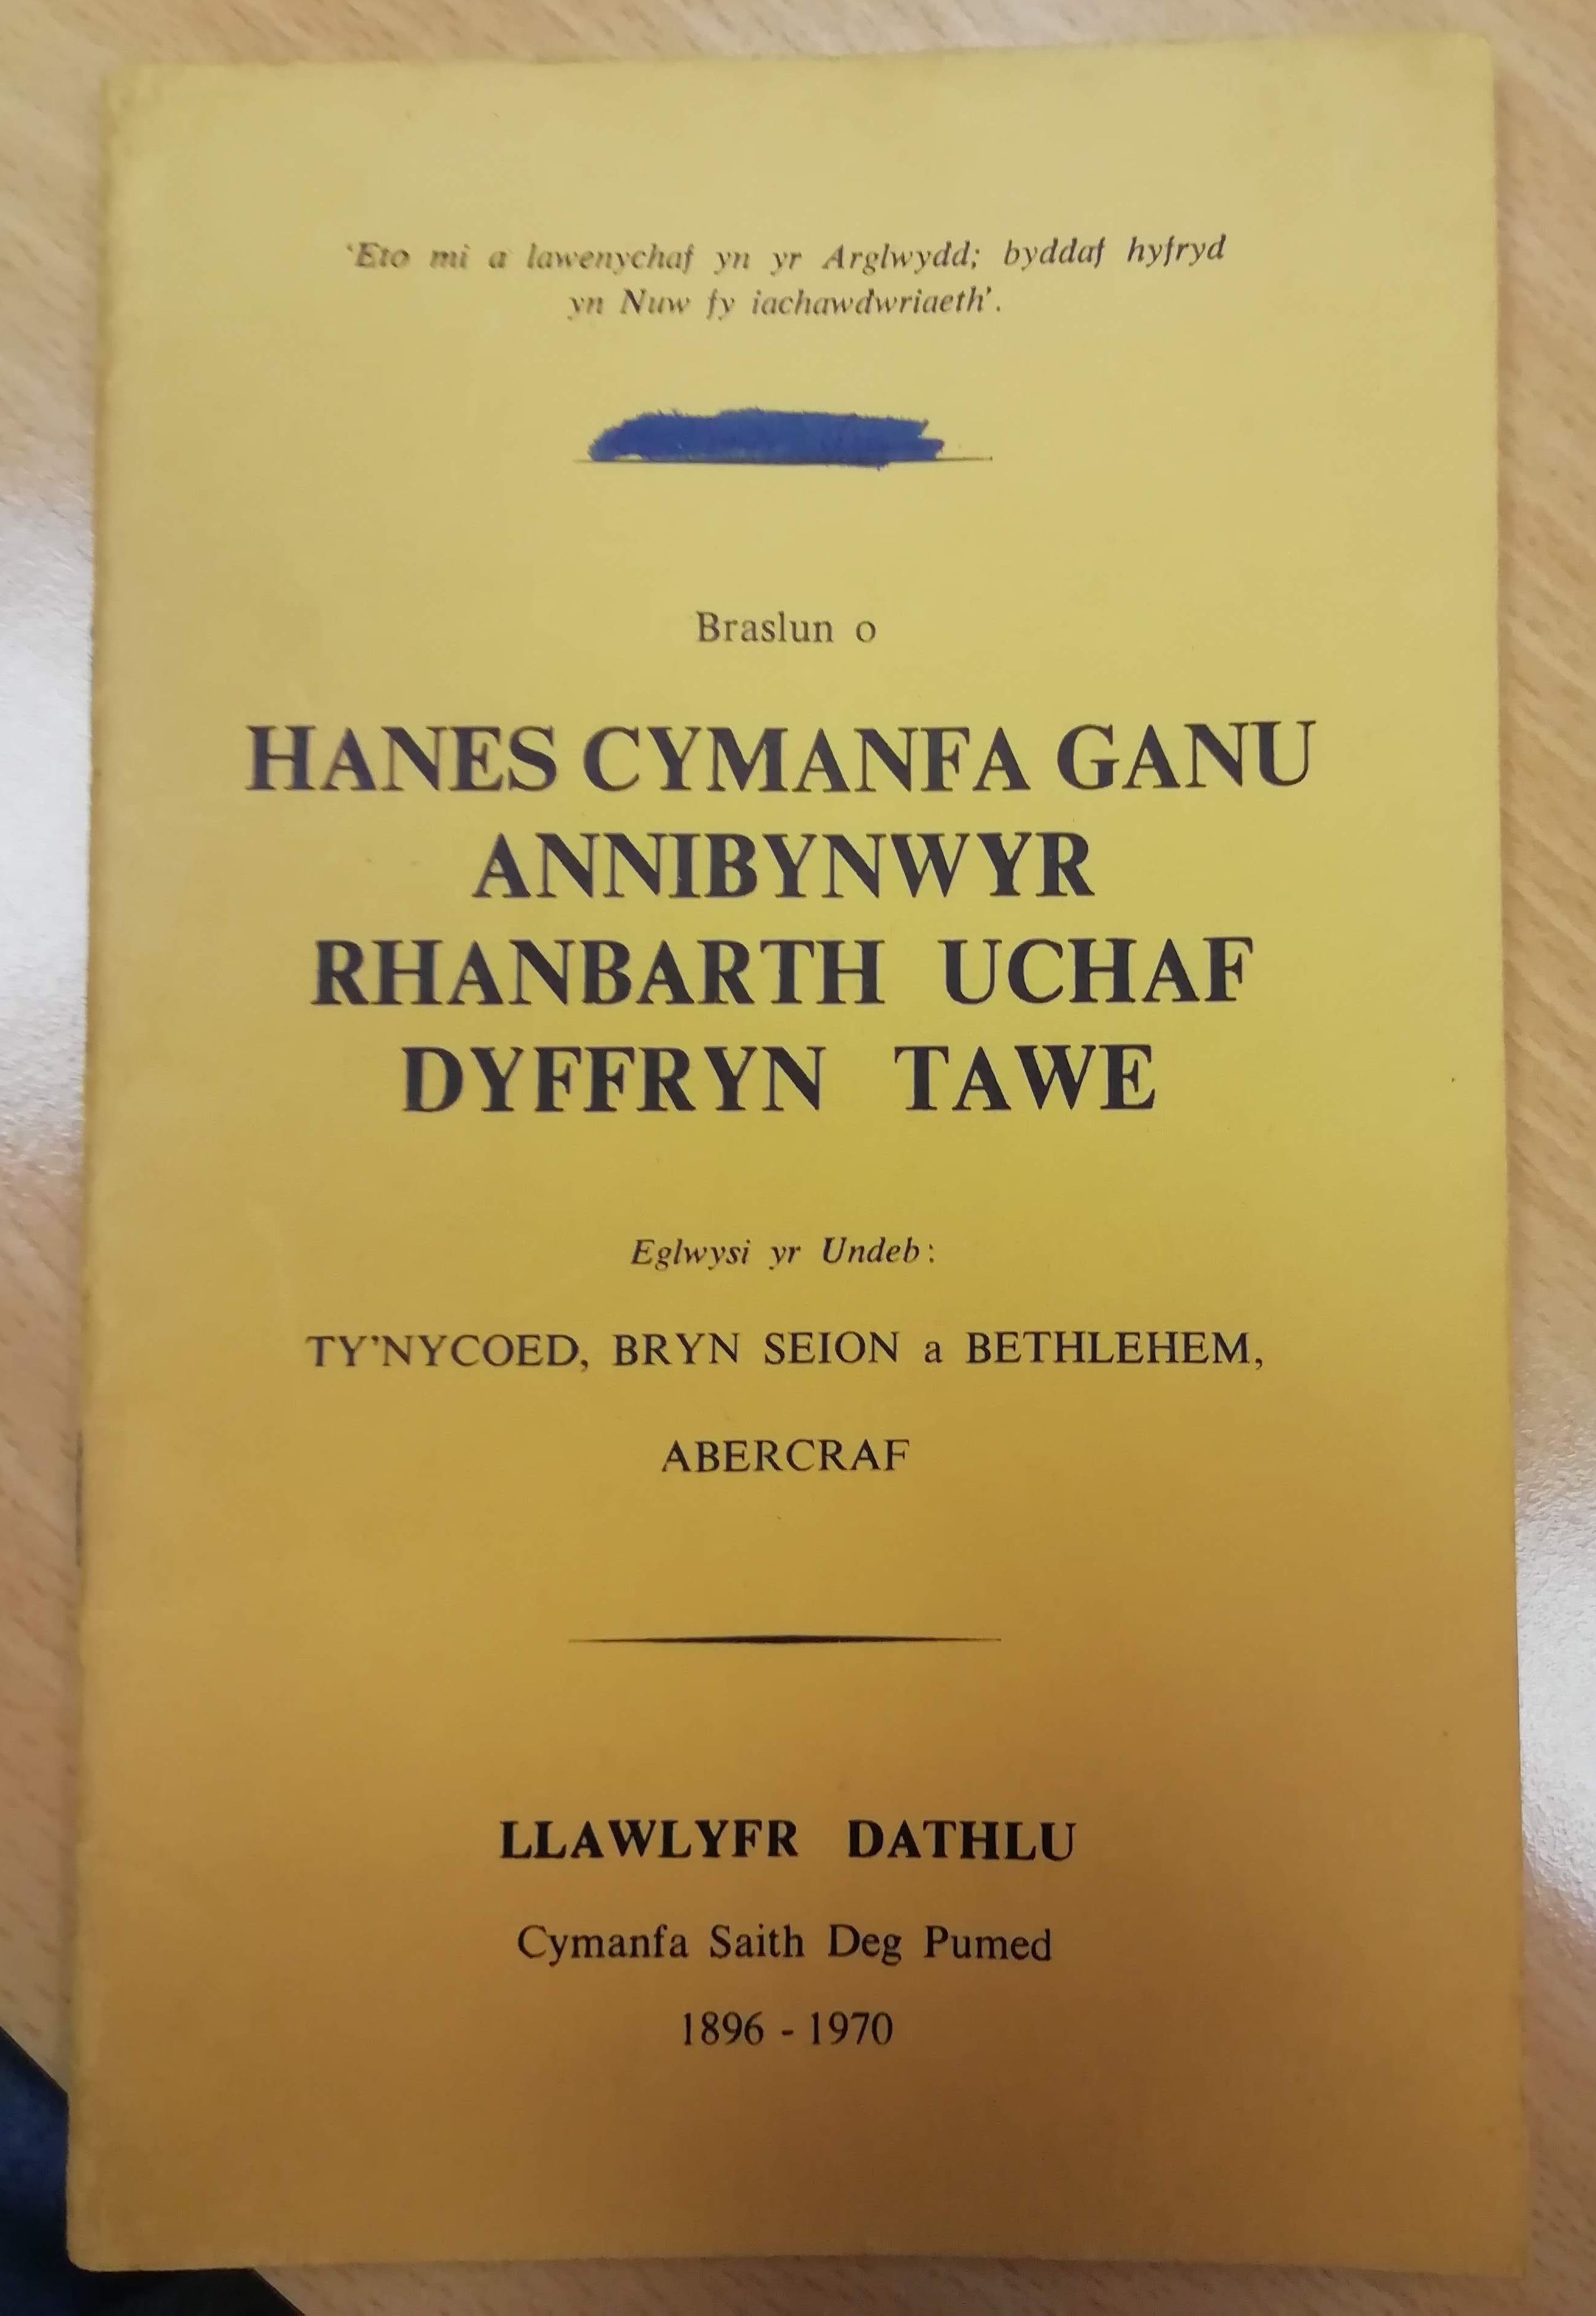 'Eto mi a lawenychaf yn yr Arglwydd; byddaf hyfryd
yn Nuw fy iachawdwriaeth'.
Braslun o
HANES CYMANFA GANU
ANNIBYNWYR
RHANBARTH UCHAF
DYFFRYN TAWE
Eglwysi yr Undeb:
TY'NYCOED, BRYN SEION a BETHLEHEM,
ABERCRAF
LLAWLYFR DATHLU
Cymanfa Saith Deg Pumed
1896 - 1970